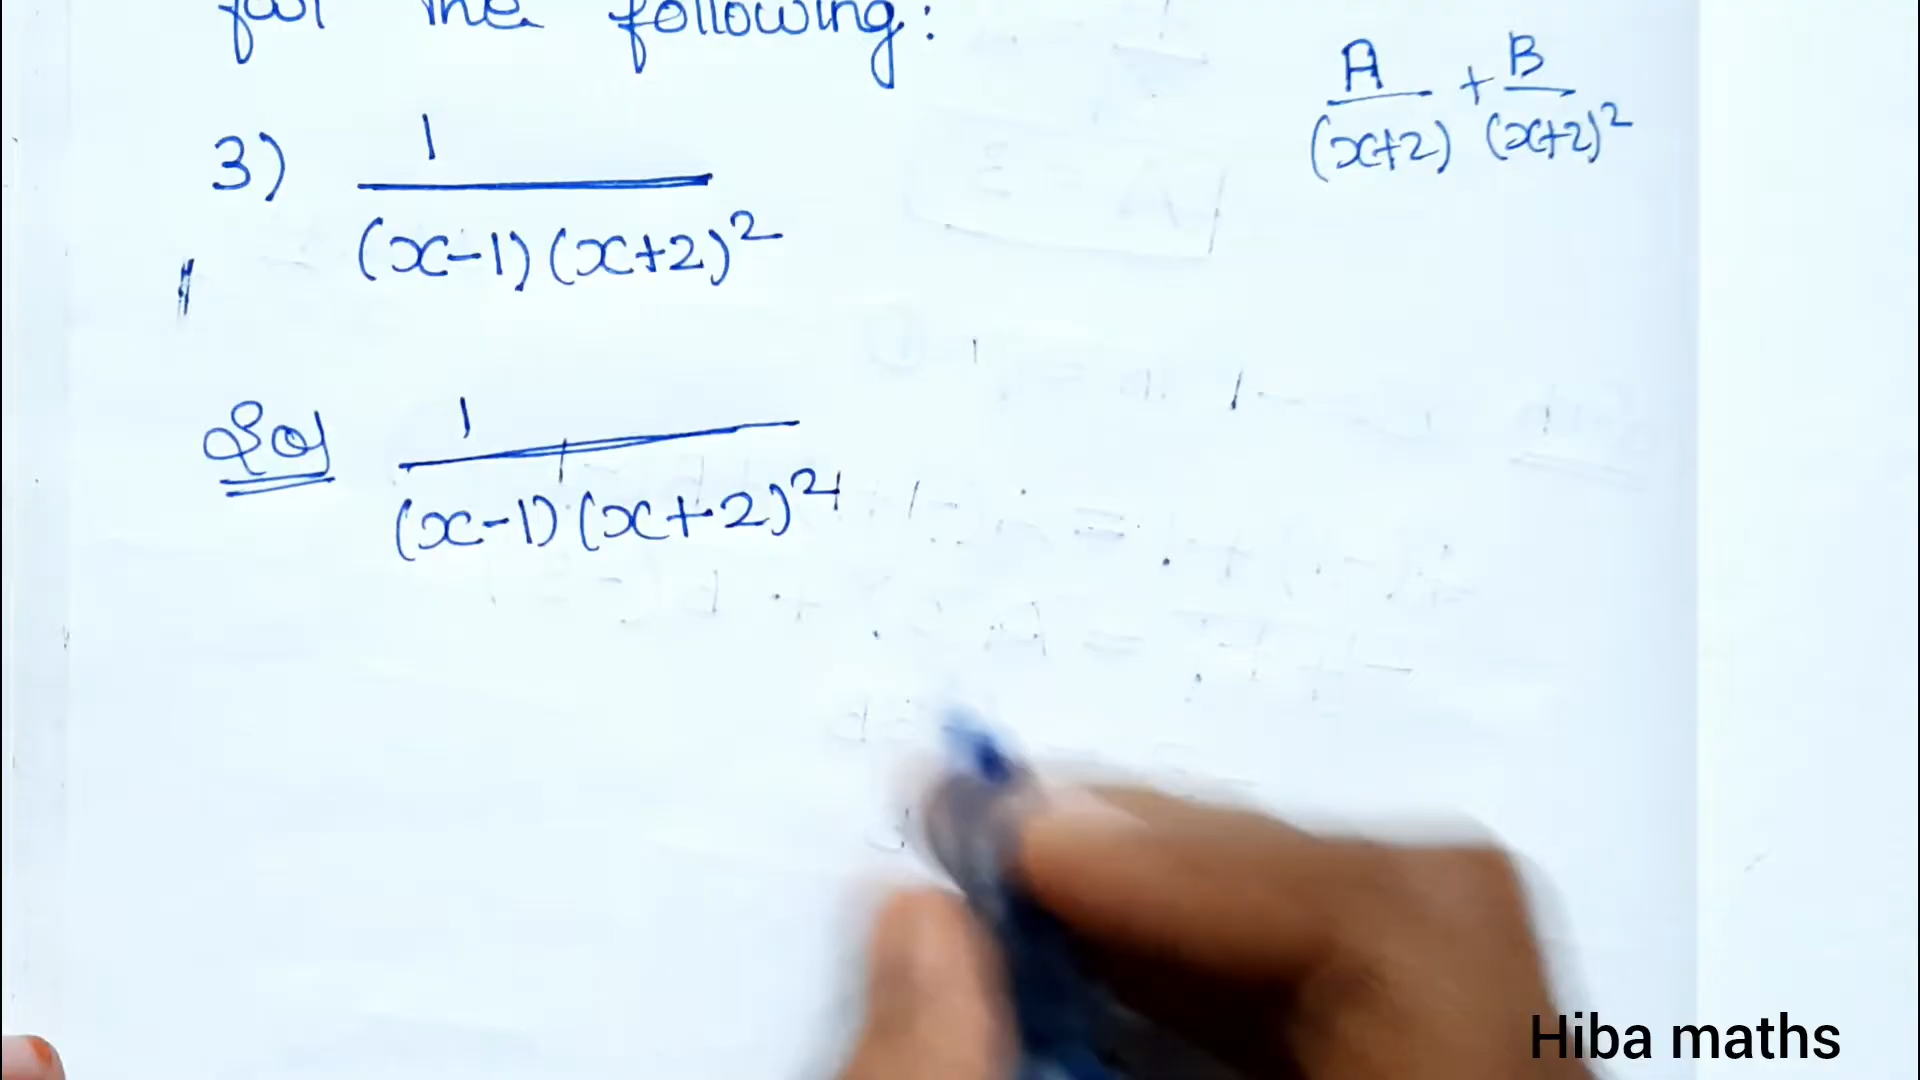 for the following:
A/(x+2) + B/(x+2)²
3) 1/(x-1)(x+2)²
Sol 1/(x-1)(x+2)²
Hiba maths